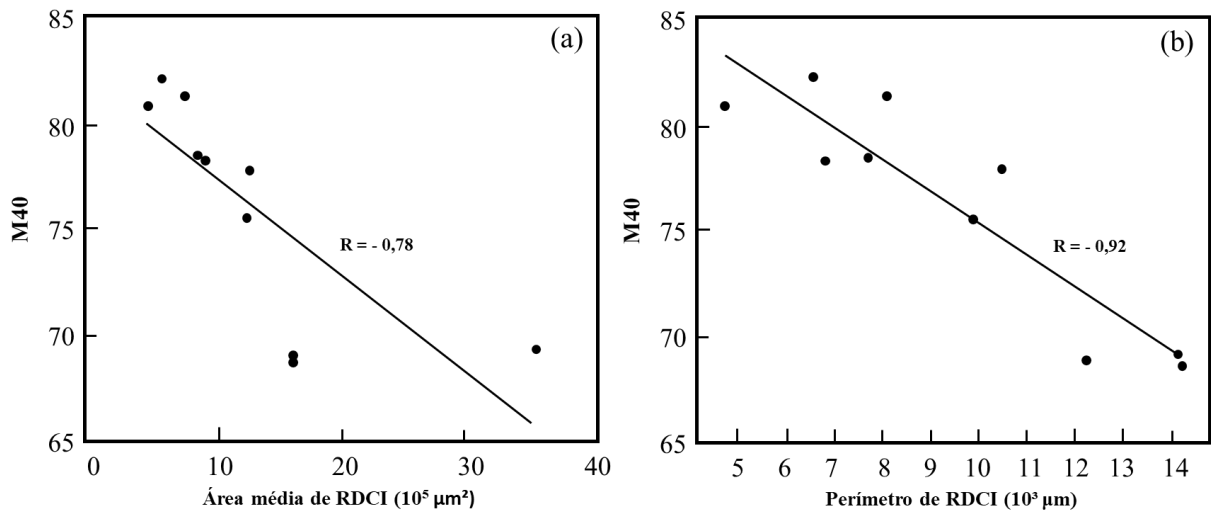 (a)
M40
85
80
75
70
65
R = - 0,78
0 10 20 30 40
Área média de RDCI (10⁵ μm²)
(b)
M40
85
80
75
70
65
R = - 0,92
5 6 7 8 9 10 11 12 13 14
Perímetro de RDCI (10³ μm)